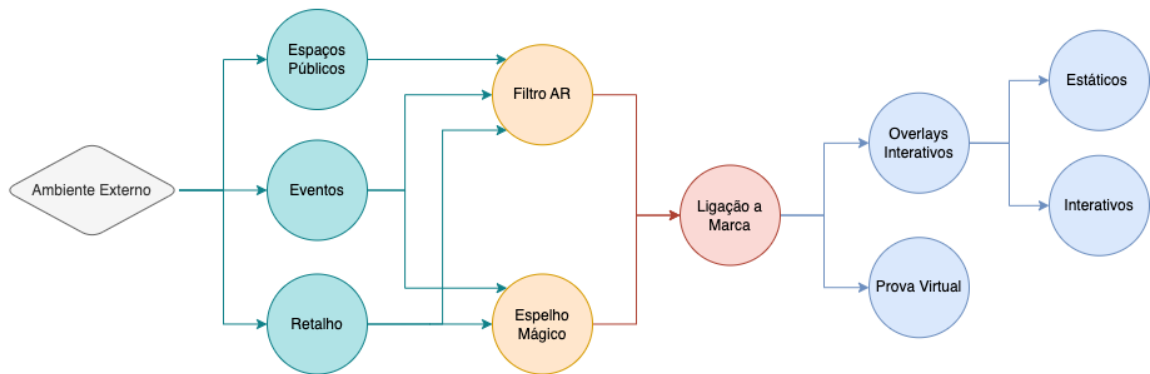 Ambiente Externo
Espaços
Públicos
Eventos
Retalho
Filtro AR
Espelho
Mágico
Ligação a
Marca
Overlays
Interativos
Prova Virtual
Estáticos
Interativos